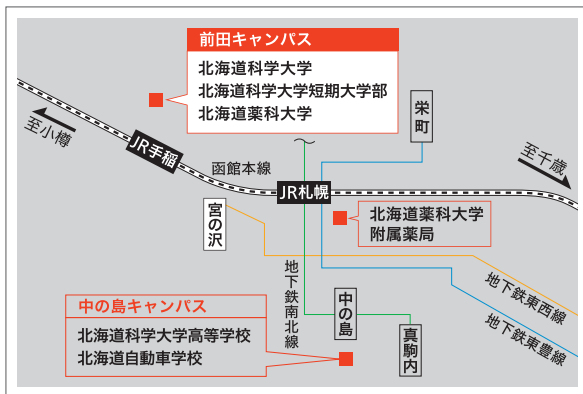 前田キャンパス
北海道科学大学
北海道科学大学短期大学部
北海道薬科大学
栄町
至小樽
JR手稲
函館本線
至千歳
JR札幌
宮の沢
北海道薬科大学
附属薬局
地下鉄南北線
地下鉄東西線
地下鉄東豊線
中の島キャンパス
北海道科学大学高等学校
北海道自動車学校
中の島
真駒内